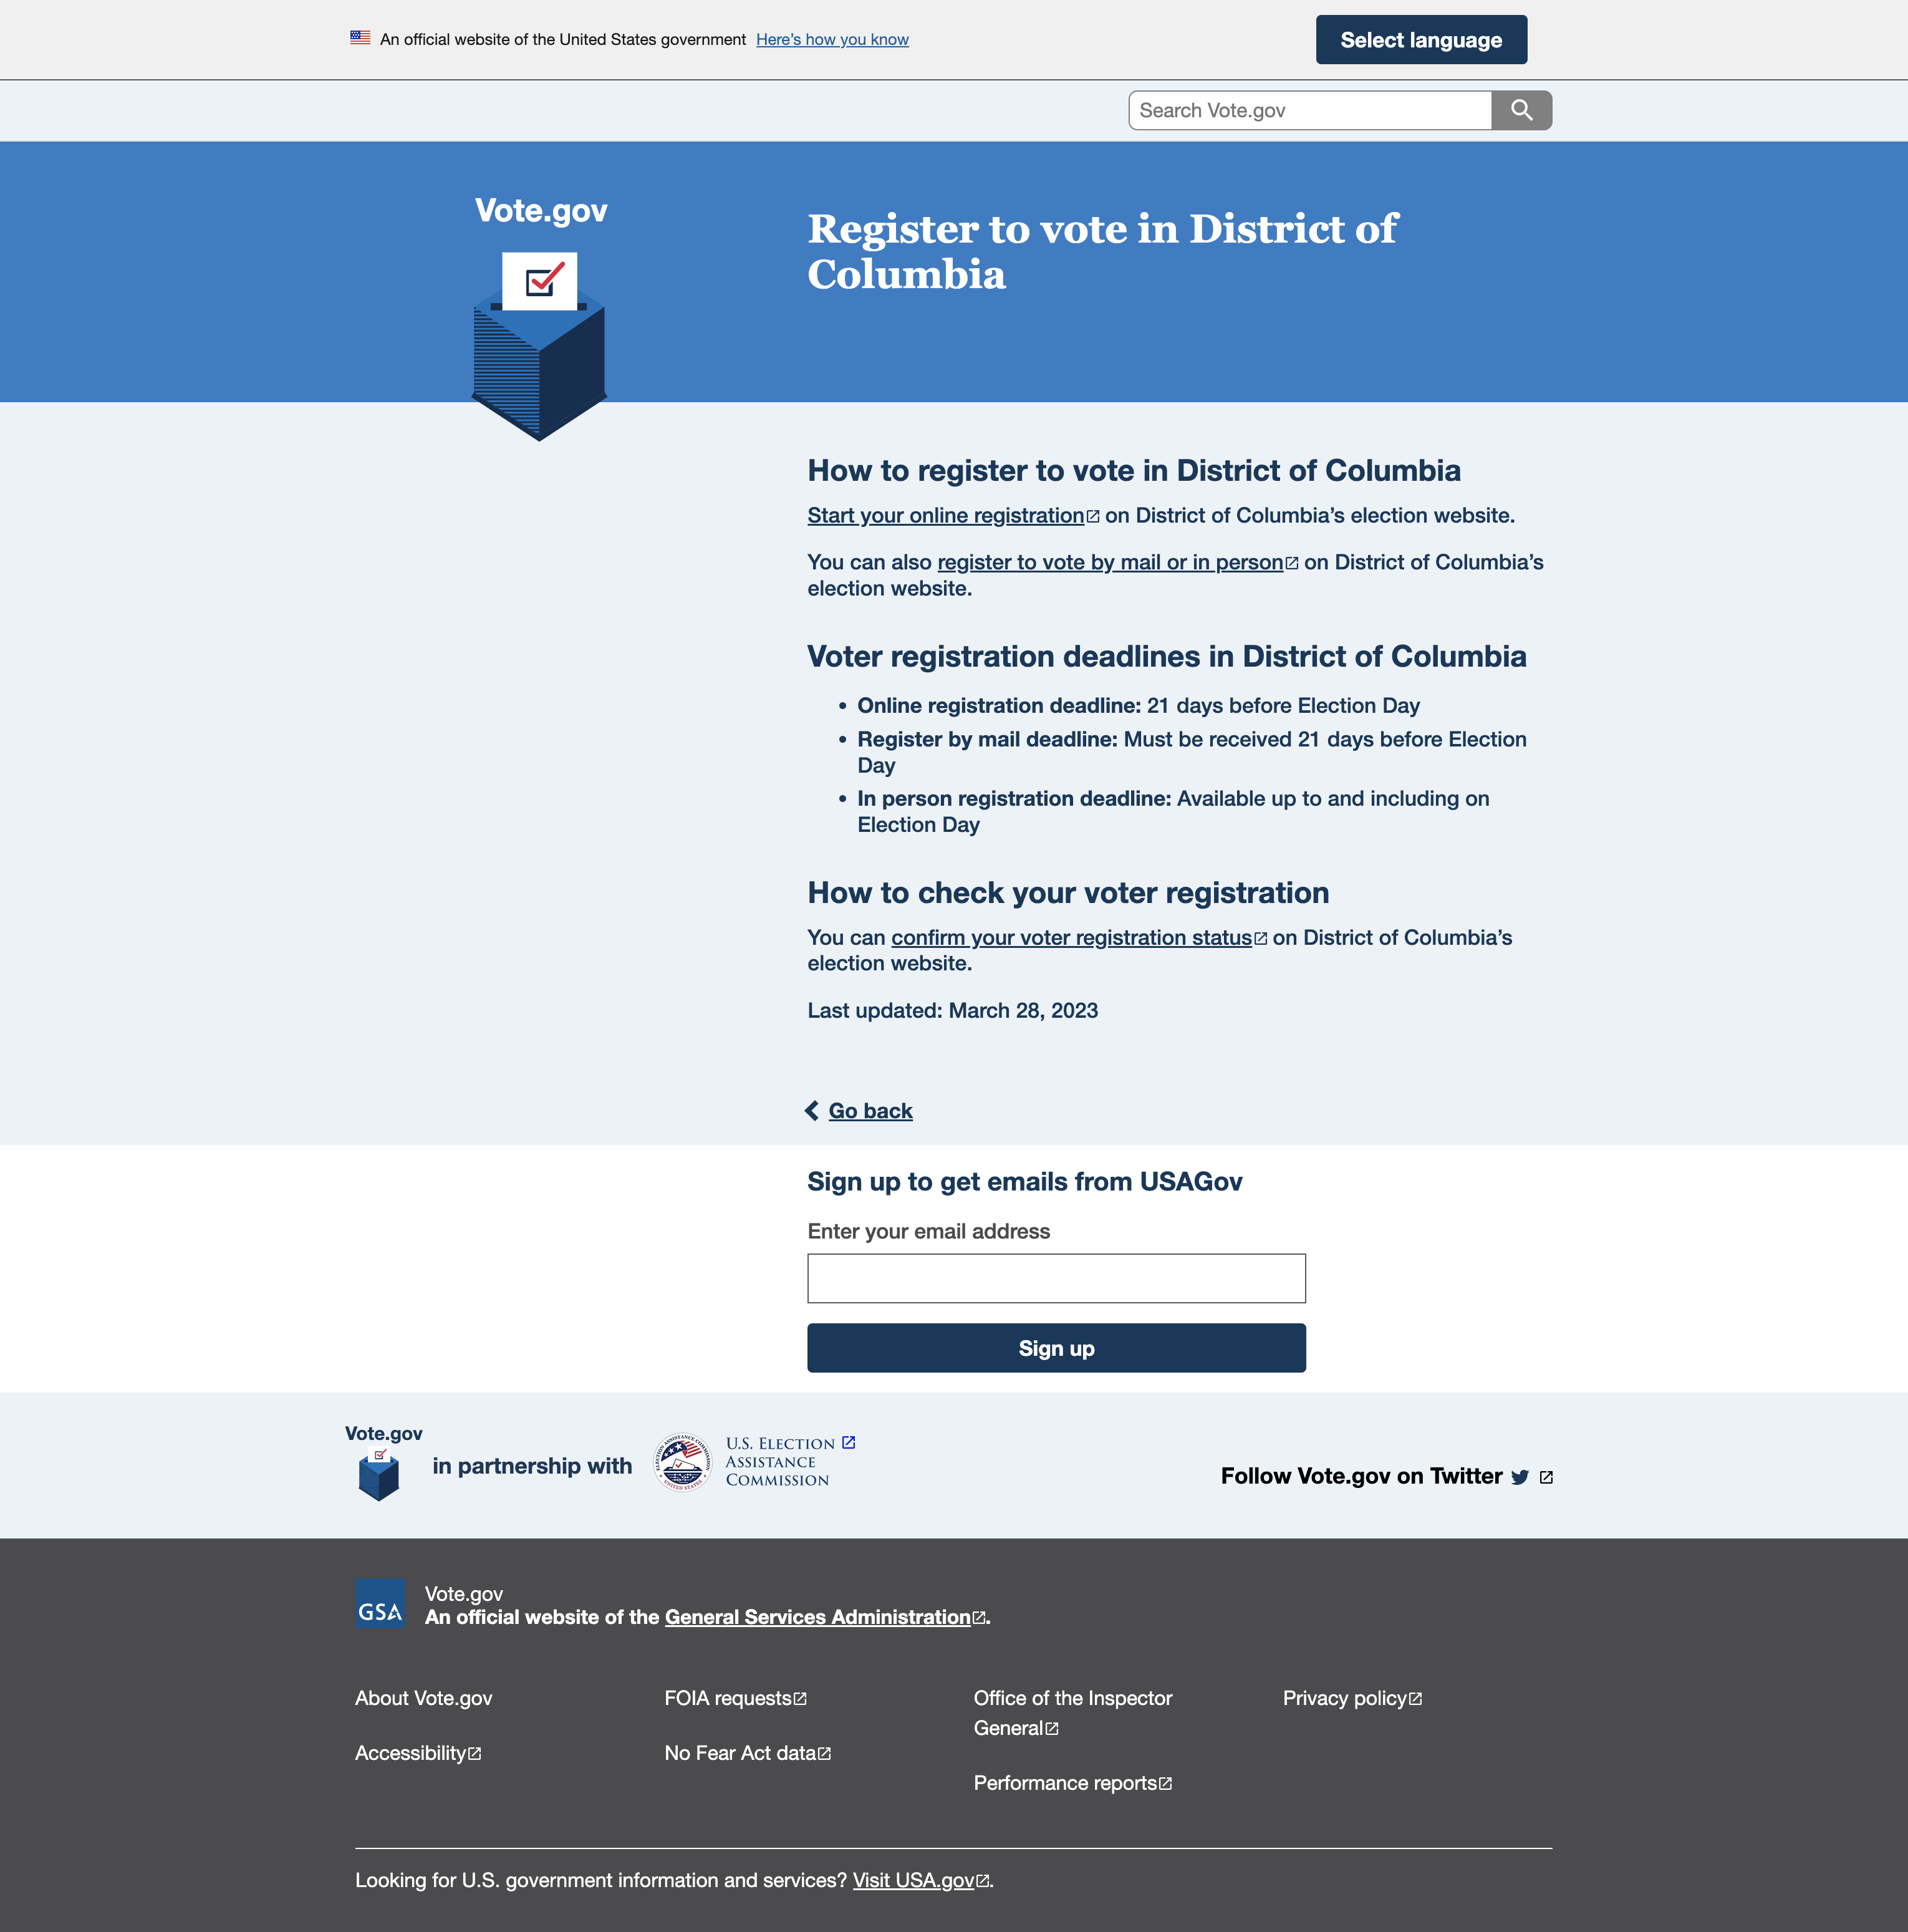 An official website of the United States government Here’s how you know
Select language
Search Vote.gov
Vote.gov
Register to vote in District of
Columbia
How to register to vote in District of Columbia
Start your online registration on District of Columbia’s election website.
You can also register to vote by mail or in person on District of Columbia’s
election website.
Voter registration deadlines in District of Columbia
• Online registration deadline: 21 days before Election Day
• Register by mail deadline: Must be received 21 days before Election
Day
• In person registration deadline: Available up to and including on
Election Day
How to check your voter registration
You can confirm your voter registration status on District of Columbia’s
election website.
Last updated: March 28, 2023
Go back
Sign up to get emails from USAGov
Enter your email address
Sign up
Vote.gov
in partnership with
ELECTION ASSISTANCE COMMISSION
UNITED STATES
U.S. ELECTION
ASSISTANCE
COMMISSION
Follow Vote.gov on Twitter
GSA
Vote.gov
An official website of the General Services Administration.
About Vote.gov
Accessibility
FOIA requests
No Fear Act data
Office of the Inspector
General
Performance reports
Privacy policy
Looking for U.S. government information and services? Visit USA.gov.